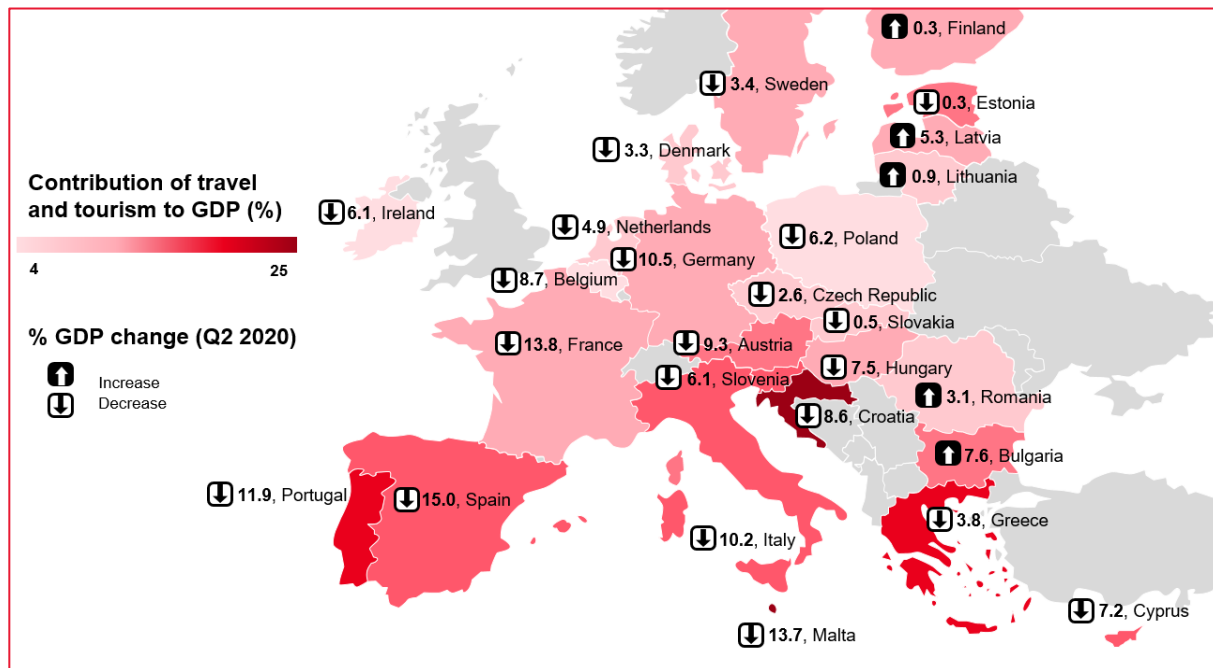 0.3, Finland
3.4, Sweden
0.3, Estonia
5.3, Latvia
3.3, Denmark
0.9, Lithuania
Contribution of travel
and tourism to GDP (%)
4
25
6.1, Ireland
4.9, Netherlands
6.2, Poland
10.5, Germany
8.7, Belgium
2.6, Czech Republic
0.5, Slovakia
% GDP change (Q2 2020)
Increase
Decrease
13.8, France
9.3, Austria
7.5, Hungary
6.1, Slovenia
3.1, Romania
8.6, Croatia
7.6, Bulgaria
11.9, Portugal
15.0, Spain
3.8, Greece
10.2, Italy
7.2, Cyprus
13.7, Malta